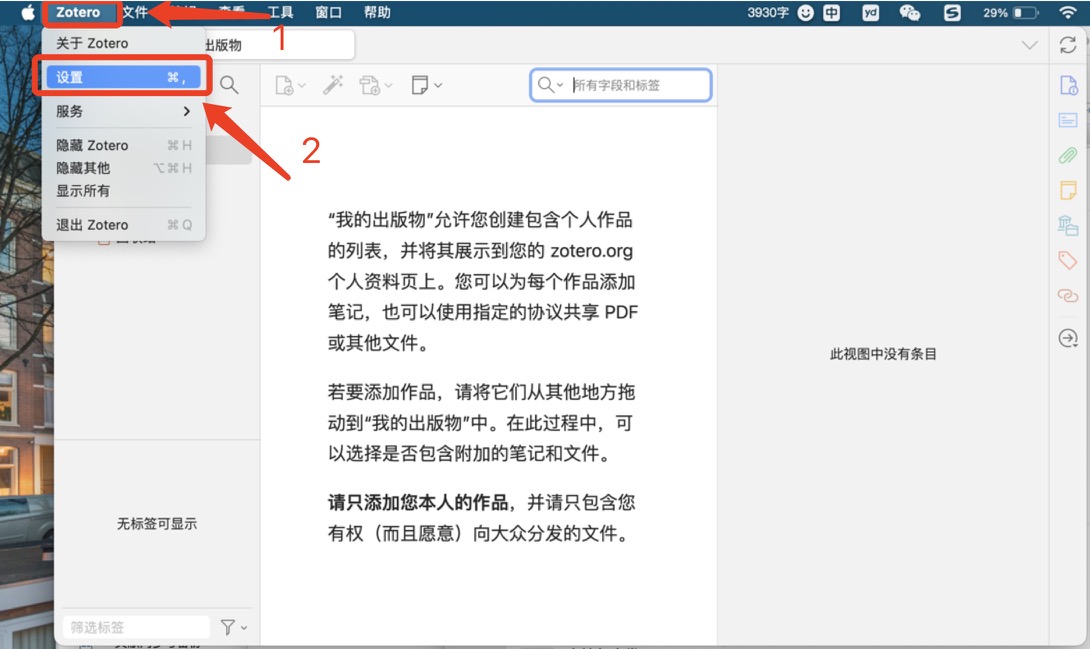 Zotero 文件 查看 工具 窗口 帮助 3930字 中 yd S 29%
1
关于 Zotero
出版物
设置 ⌘ ,
所有字段和标签
服务
2
隐藏 Zotero ⌘ H
隐藏其他 ⌥ ⌘ H
显示所有
退出 Zotero ⌘ Q
“我的出版物”允许您创建包含个人作品
的列表，并将其展示到您的 zotero.org
个人资料页上。您可以为每个作品添加
笔记，也可以使用指定的协议共享 PDF
或其他文件。
此视图中没有条目
若要添加作品，请将它们从其他地方拖
动到“我的出版物”中。在此过程中，可
以选择是否包含附加的笔记和文件。
请只添加您本人的作品，并请只包含您
有权（而且愿意）向大众分发的文件。
无标签可显示
筛选标签